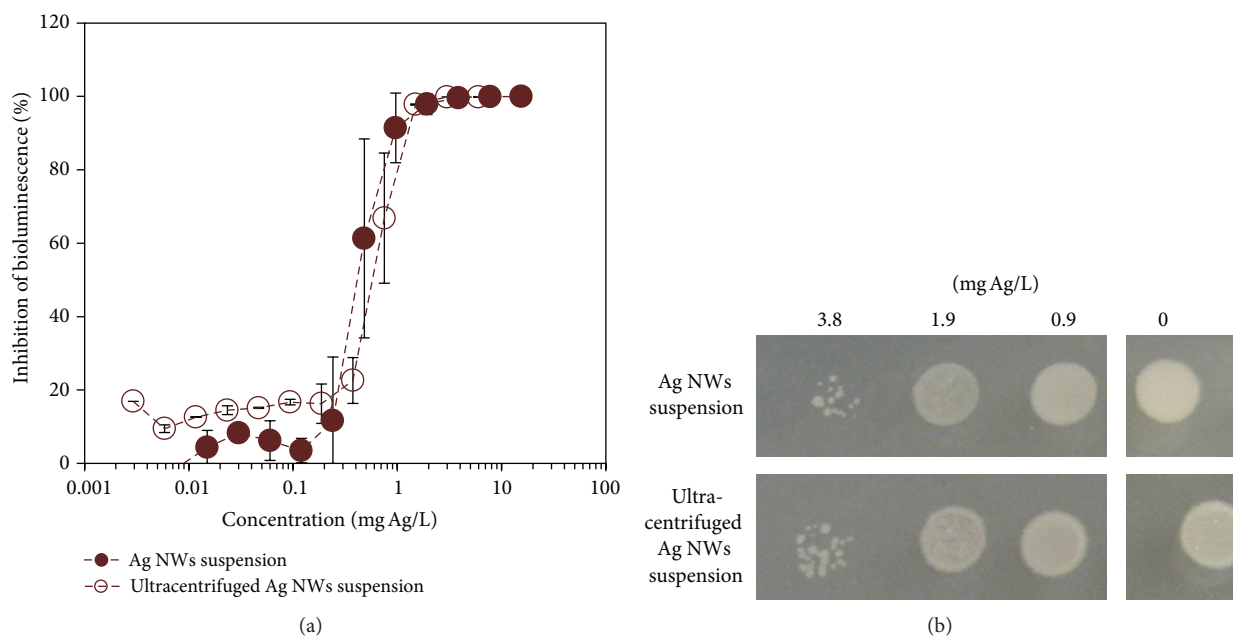 120
100
80
60
40
20
0
Inhibition of bioluminescence (%)
0.001
0.01
0.1
1
10
100
Concentration (mg Ag/L)
Ag NWs suspension
Ultracentrifuged Ag NWs suspension
(a)
(mg Ag/L)
3.8
1.9
0.9
0
Ag NWs
suspension
Ultra-
centrifuged
Ag NWs
suspension
(b)